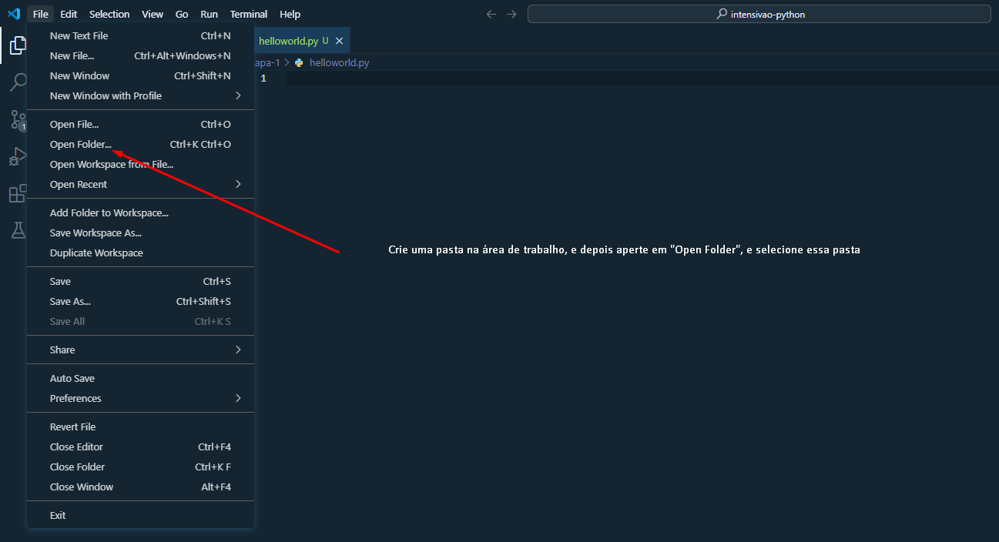 File Edit Selection View Go Run Terminal Help
intensivao-python
helloworld.py U
apa-1 > helloworld.py
1
New Text File Ctrl+N
New File... Ctrl+Alt+Windows+N
New Window Ctrl+Shift+N
New Window with Profile
Open File... Ctrl+O
Open Folder... Ctrl+K Ctrl+O
Open Workspace from File...
Open Recent
Add Folder to Workspace...
Save Workspace As...
Duplicate Workspace
Save Ctrl+S
Save As... Ctrl+Shift+S
Save All Ctrl+K S
Share
Auto Save
Preferences
Revert File
Close Editor Ctrl+F4
Close Folder Ctrl+K F
Close Window Alt+F4
Exit
1
Crie uma pasta na área de trabalho, e depois aperte em "Open Folder", e selecione essa pasta